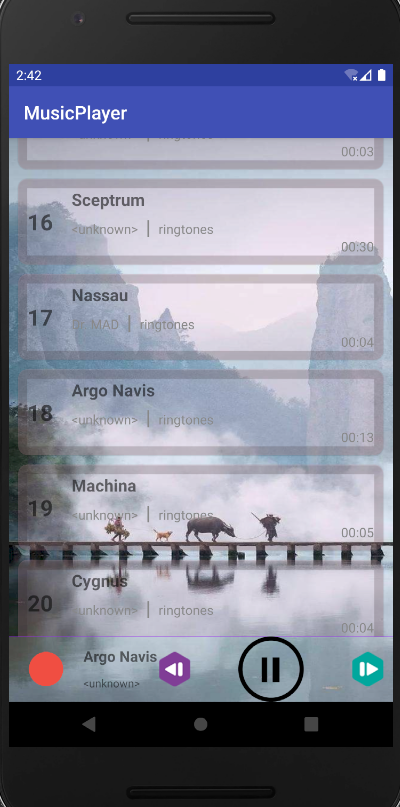 2:42
MusicPlayer
00:03
Sceptrum
16
<unknown> | ringtones
00:30
Nassau
17
Dr. MAD | ringtones
00:04
Argo Navis
18
<unknown> | ringtones
00:13
Machina
19
<unknown> | ringtones
00:05
Cygnus
20
<unknown> | ringtones
00:04
Argo Navis
<unknown>